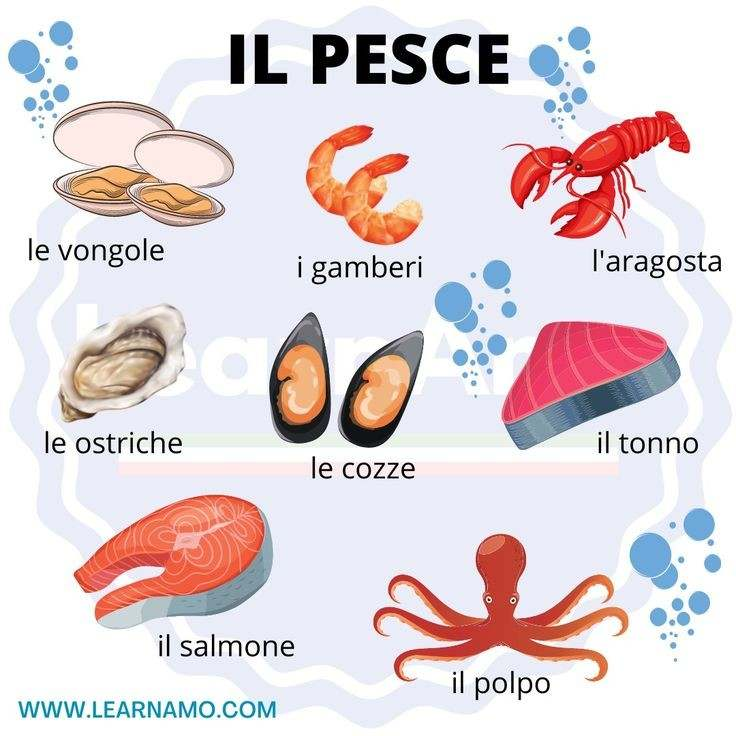 IL PESCE
le vongole
i gamberi
l'aragosta
le ostriche
le cozze
il tonno
il salmone
il polpo
WWW.LEARNAMO.COM